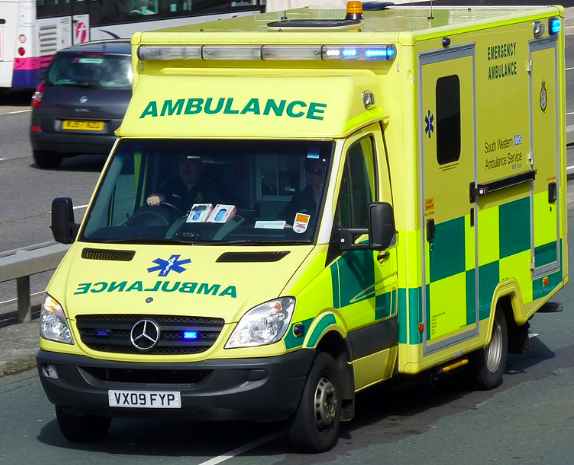 AMBULANCE
EMERGENCY
AMBULANCE
South Western NHS
Ambulance Service
AMBULANCE
VX09 FYP